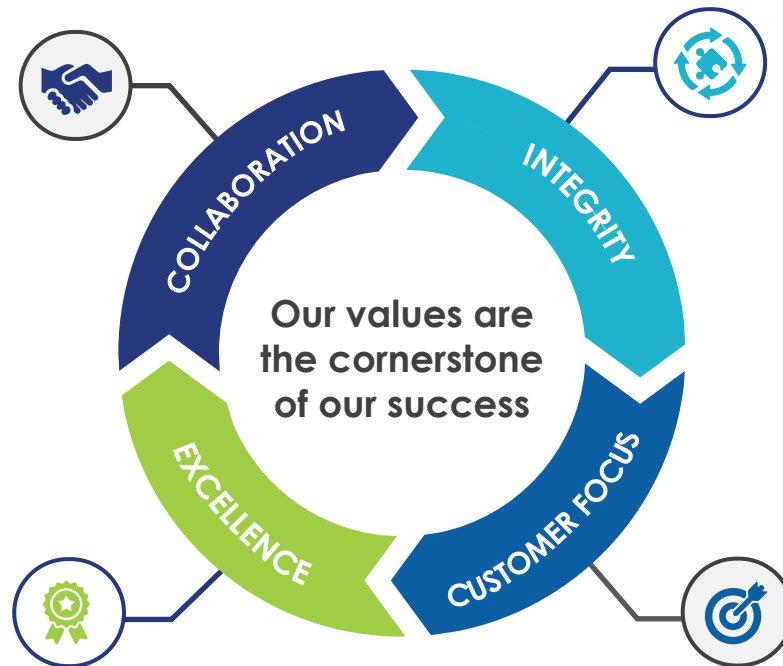 COLLABORATION
INTEGRITY
Our values are
the cornerstone
of our success
EXCELLENCE
CUSTOMER FOCUS